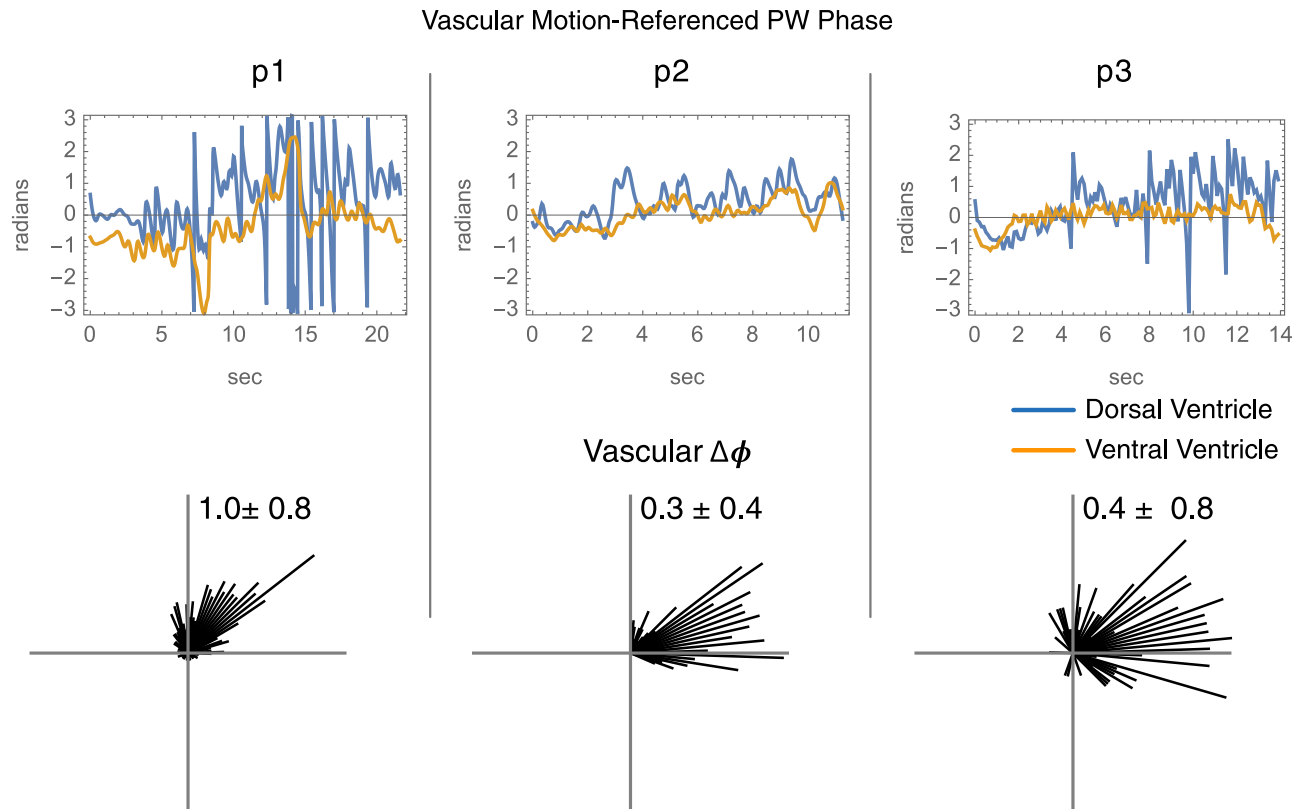 Vascular Motion-Referenced PW Phase
p1
p2
p3
3
2
1
0
−1
−2
−3
radians
0 5 10 15 20
sec
3
2
1
0
−1
−2
−3
radians
0 2 4 6 8 10
sec
3
2
1
0
−1
−2
−3
radians
0 2 4 6 8 10 12 14
sec
Dorsal Ventricle
Ventral Ventricle
Vascular Δϕ
1.0± 0.8
0.3 ± 0.4
0.4 ± 0.8